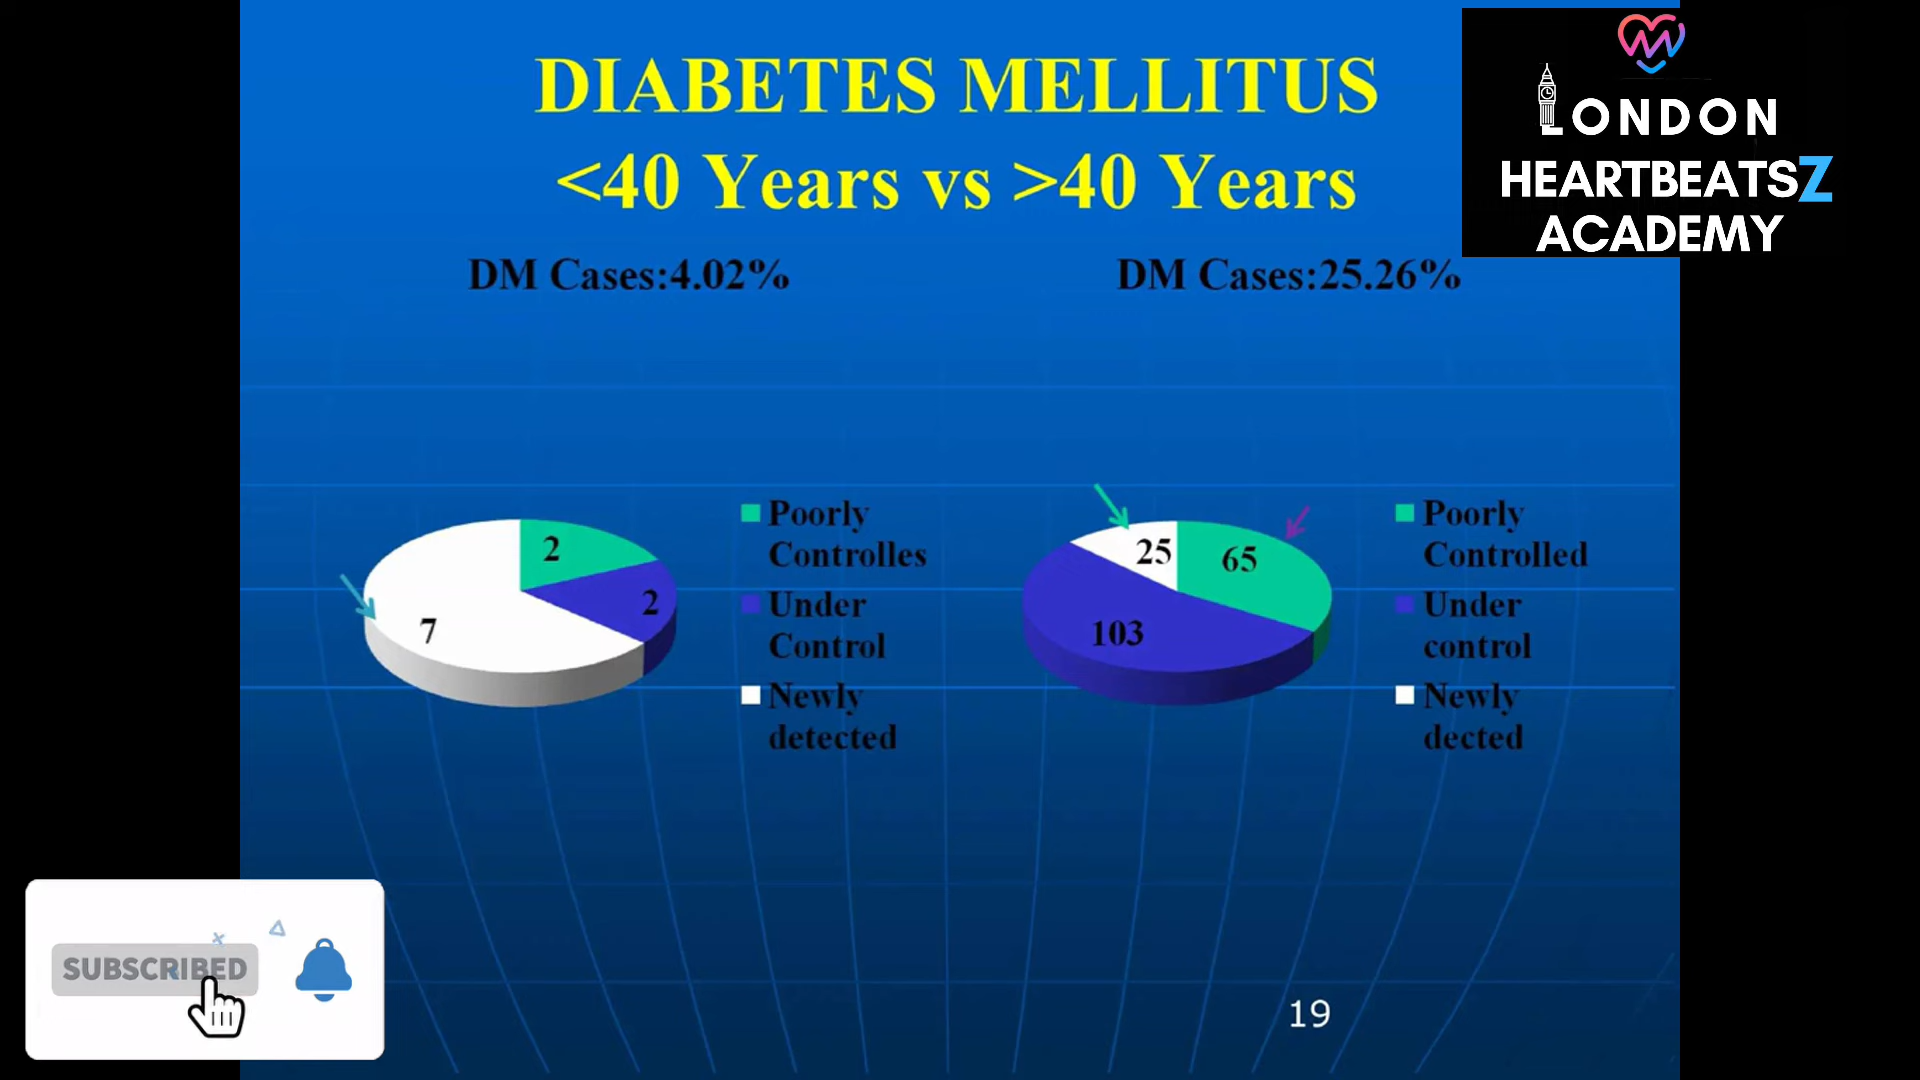 DIABETES MELLITUS
<40 Years vs >40 Years
LONDON
HEARTBEATSZ
ACADEMY
DM Cases:4.02%
DM Cases:25.26%
2
2
7
Poorly
Controlles
Under
Control
Newly
detected
25
65
103
Poorly
Controlled
Under
control
Newly
dected
SUBSCRIBED
19